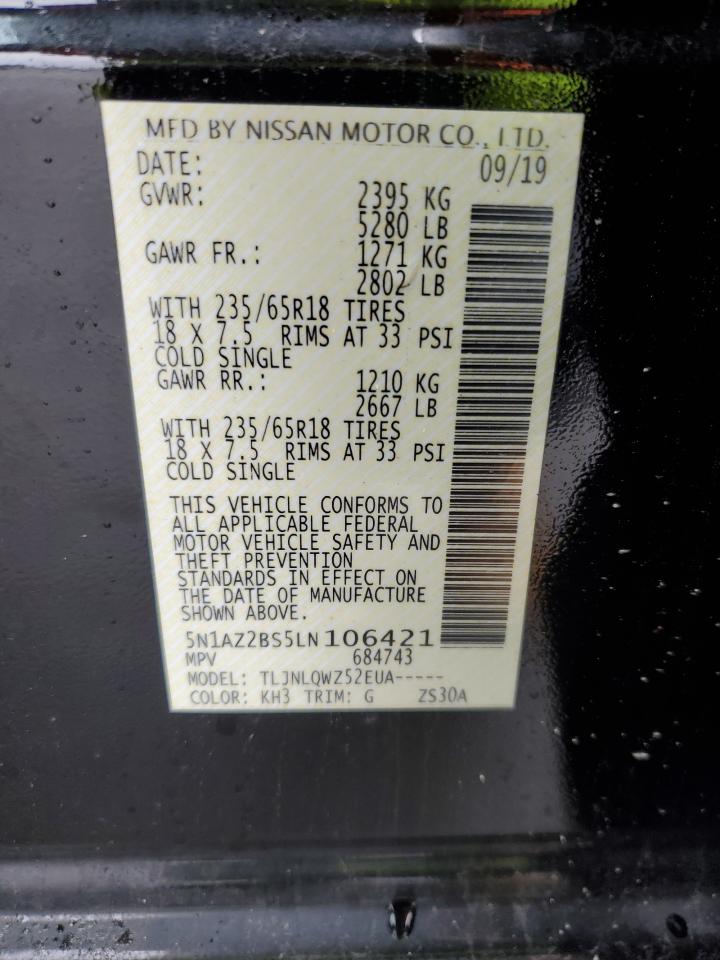 MFD BY NISSAN MOTOR CO., LTD.
DATE: 09/19
GVWR: 2395 KG
5280 LB
GAWR FR.: 1271 KG
2802 LB
WITH 235/65R18 TIRES
18 X 7.5 RIMS AT 33 PSI
COLD SINGLE
GAWR RR.: 1210 KG
2667 LB
WITH 235/65R18 TIRES
18 X 7.5 RIMS AT 33 PSI
COLD SINGLE
THIS VEHICLE CONFORMS TO
ALL APPLICABLE FEDERAL
MOTOR VEHICLE SAFETY AND
THEFT PREVENTION
STANDARDS IN EFFECT ON
THE DATE OF MANUFACTURE
SHOWN ABOVE.
5N1AZ2BS5LN106421
MPV 684743
MODEL: TLJNLQWZ52EUA-----
COLOR: KH3 TRIM: G ZS30A